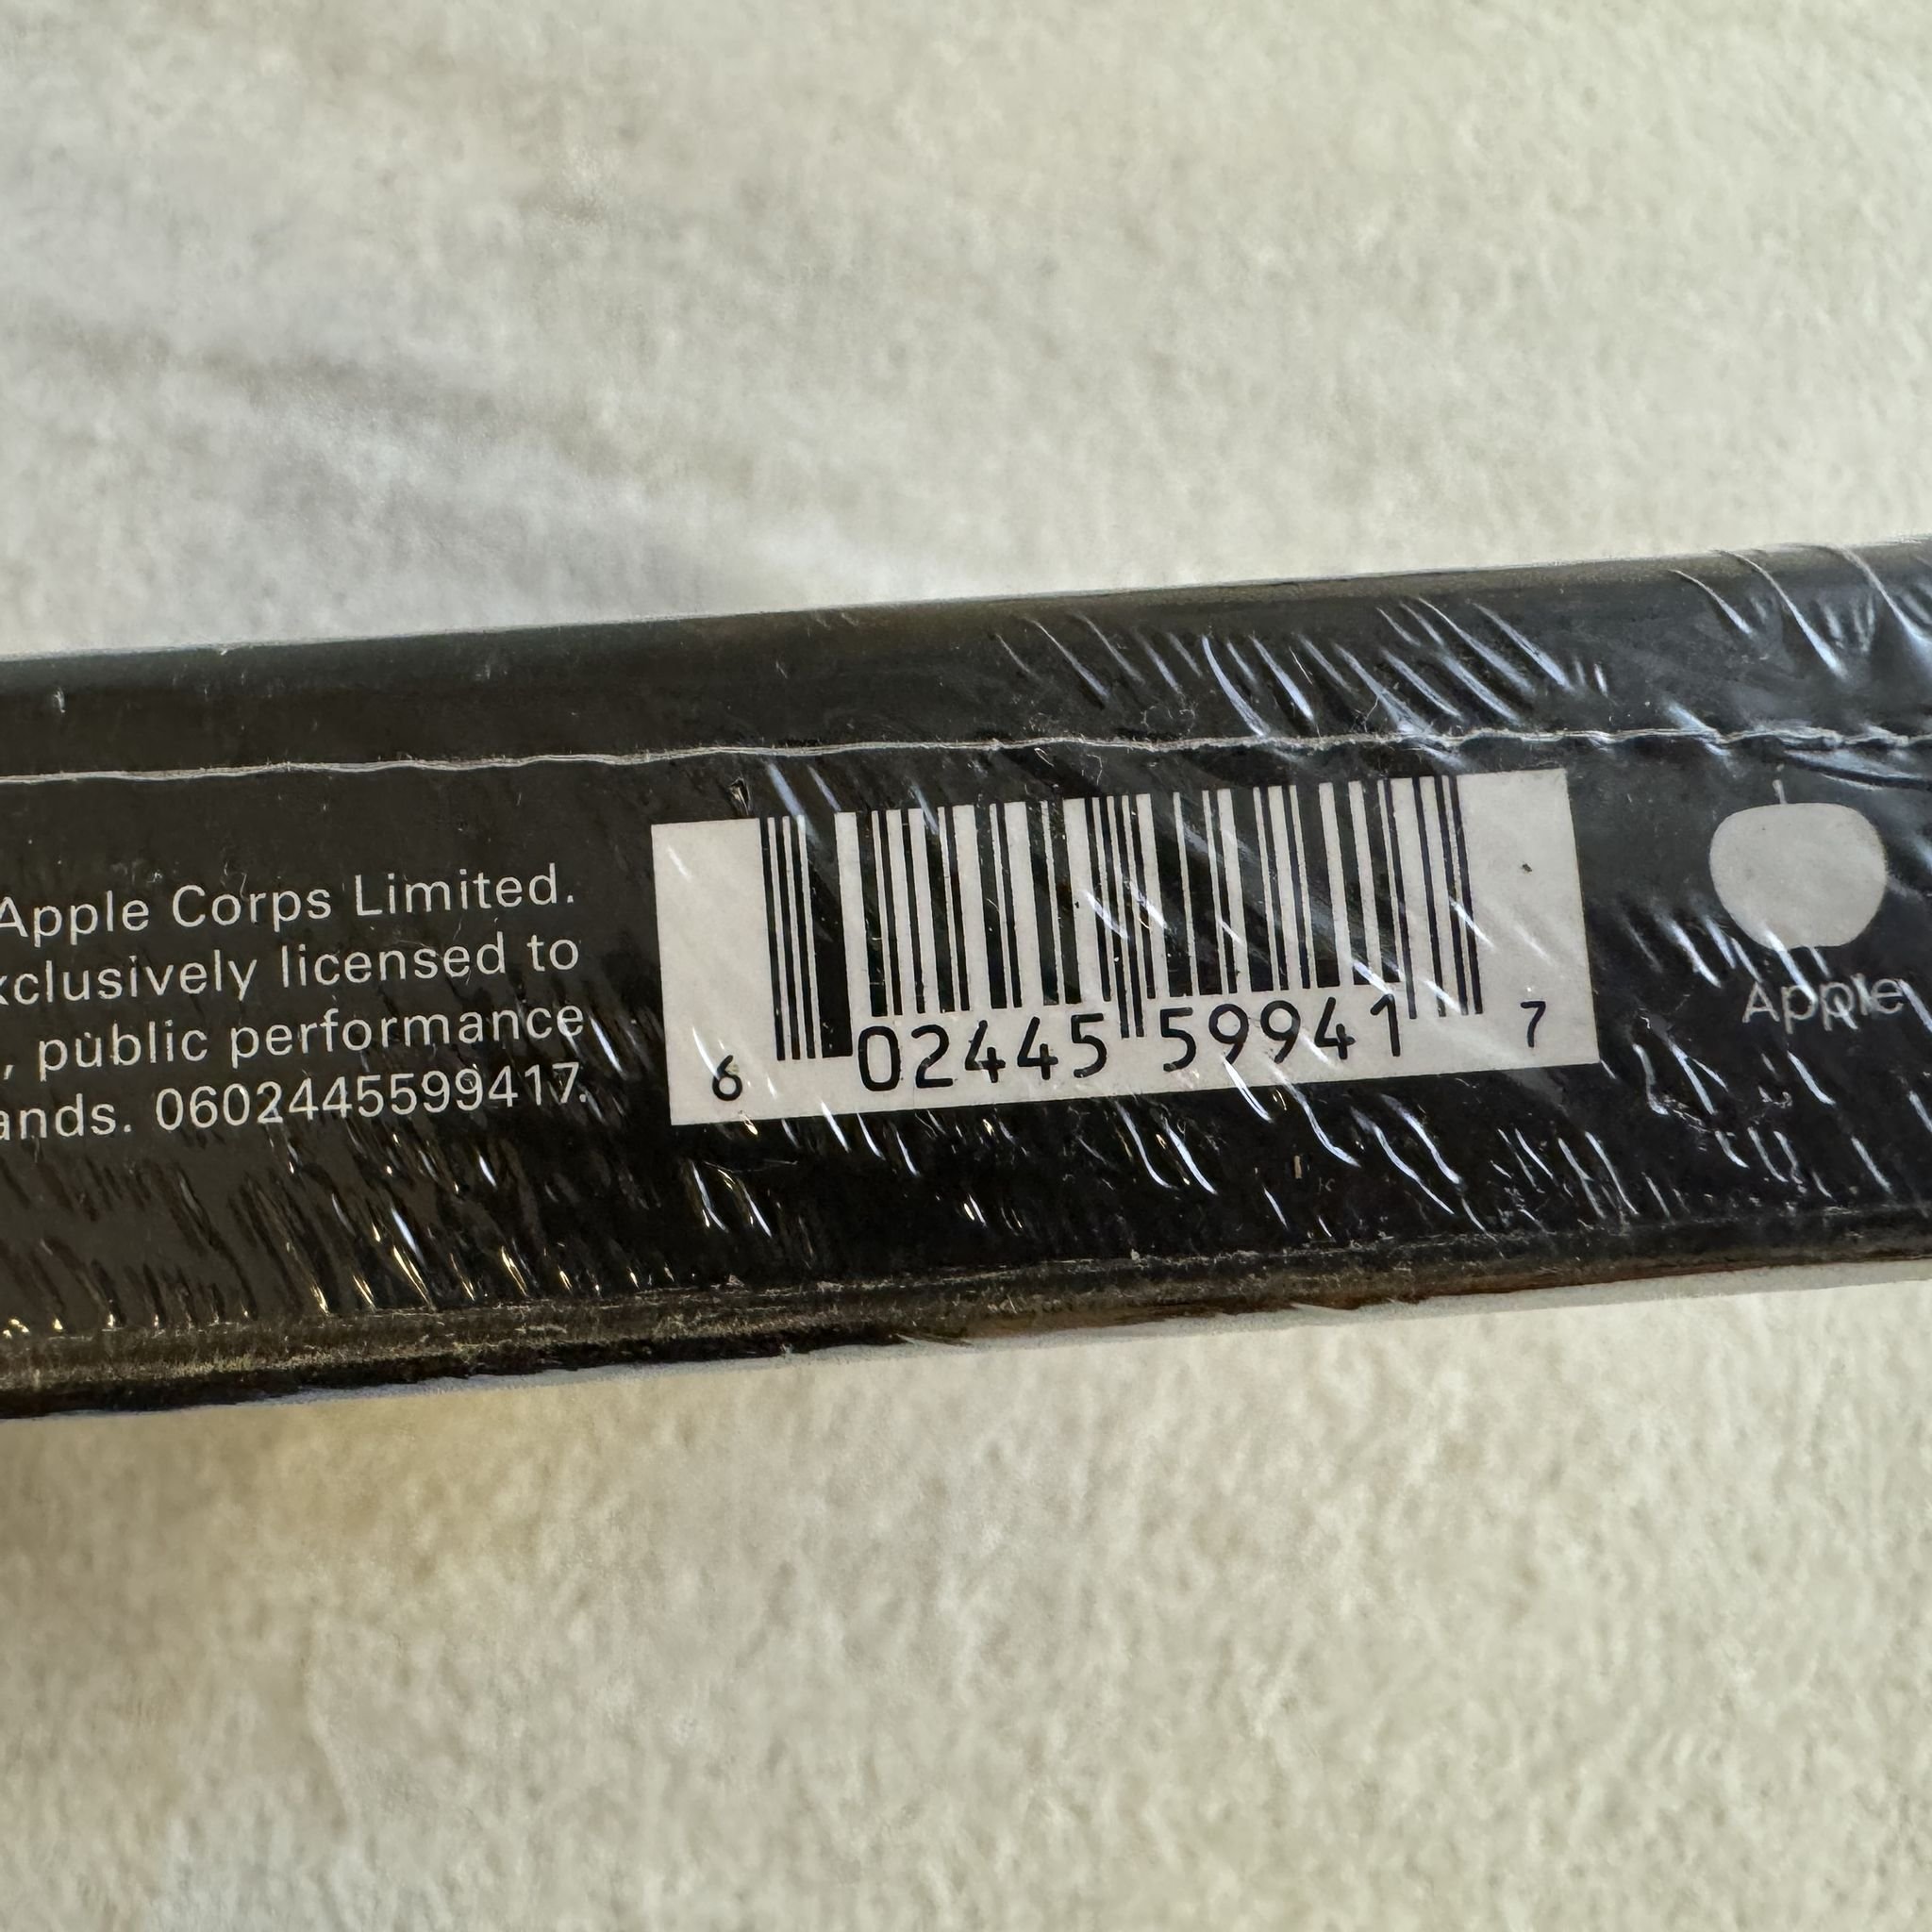 Apple Corps Limited.
xclusively licensed to
, public performance
ands. 0602445599417.
6 02445 59941 7
Apple